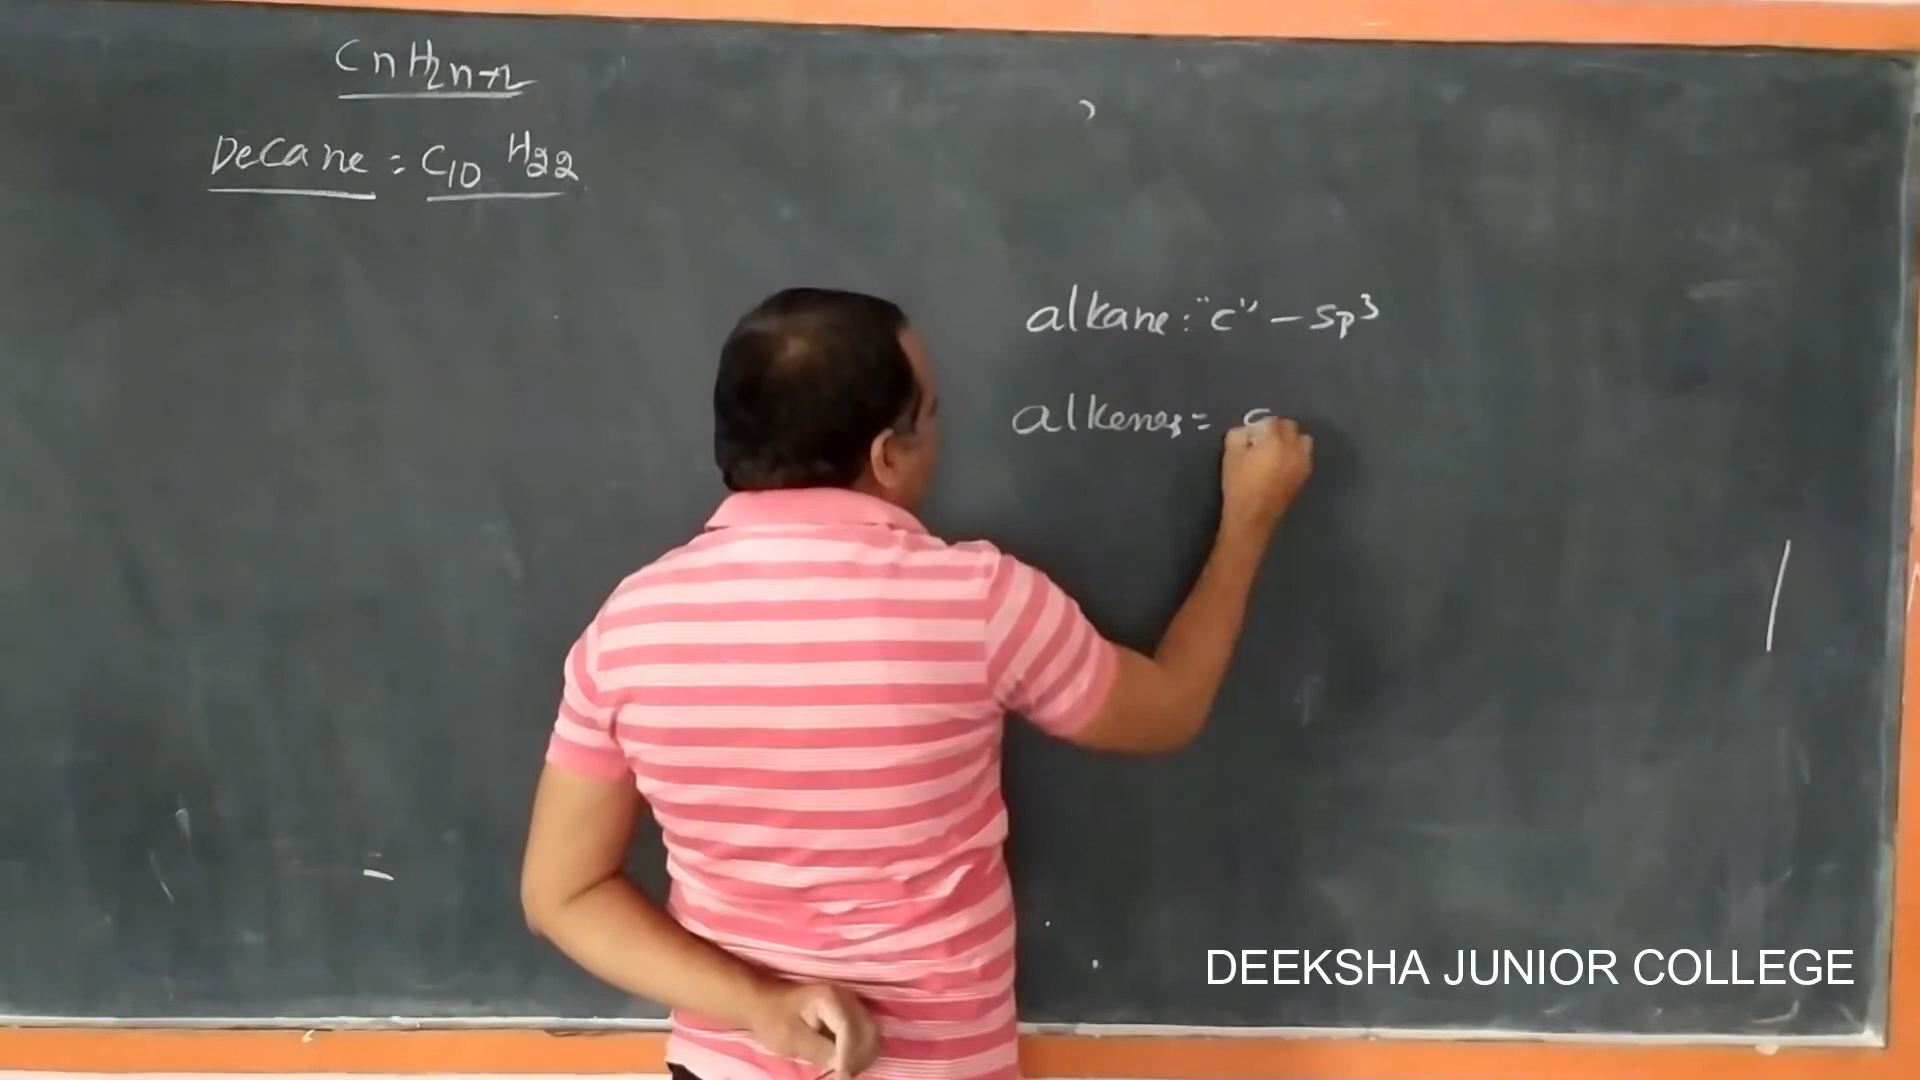 CnH2n+2
Decane = C10 H22
alkane : "c" - sp3
alkenes = c
DEEKSHA JUNIOR COLLEGE